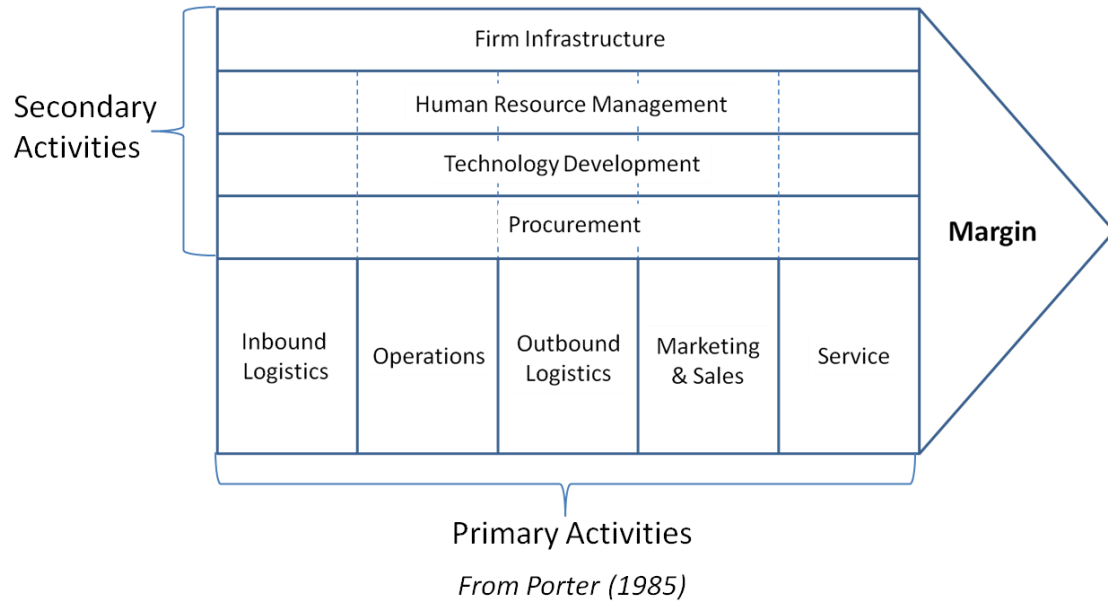 Firm Infrastructure
Secondary
Activities
Human Resource Management
Technology Development
Procurement
Margin
Inbound
Logistics
Operations
Outbound
Logistics
Marketing
& Sales
Service
Primary Activities
From Porter (1985)